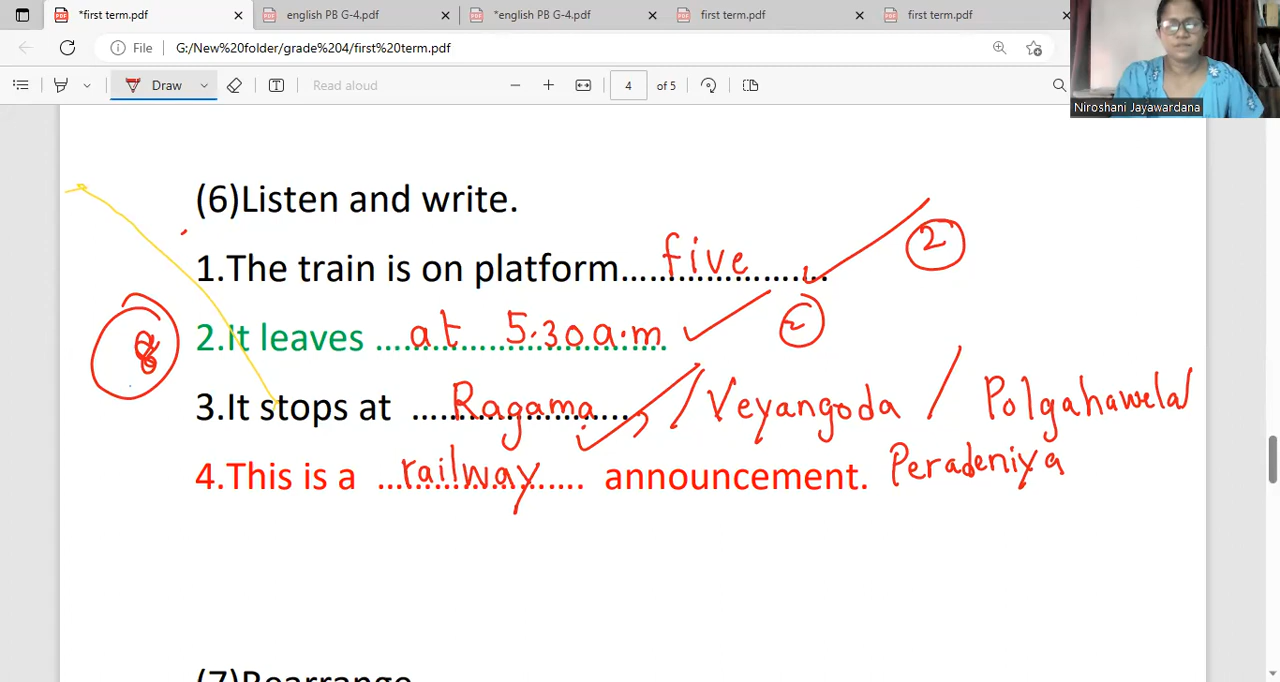 *first term.pdf english PB G-4.pdf *english PB G-4.pdf first term.pdf first term.pdf
File G:/New%20folder/grade%204/first%20term.pdf
Draw Read aloud 4 of 5
Niroshani Jayawardana
(6)Listen and write.
1.The train is on platform...five... 2
2.It leaves ...at 5.30 a.m... 2
8
3.It stops at ...Ragama... / Veyangoda / Polgahawela/
4.This is a ...railway... announcement. Peradeniya
(7)Rearrange